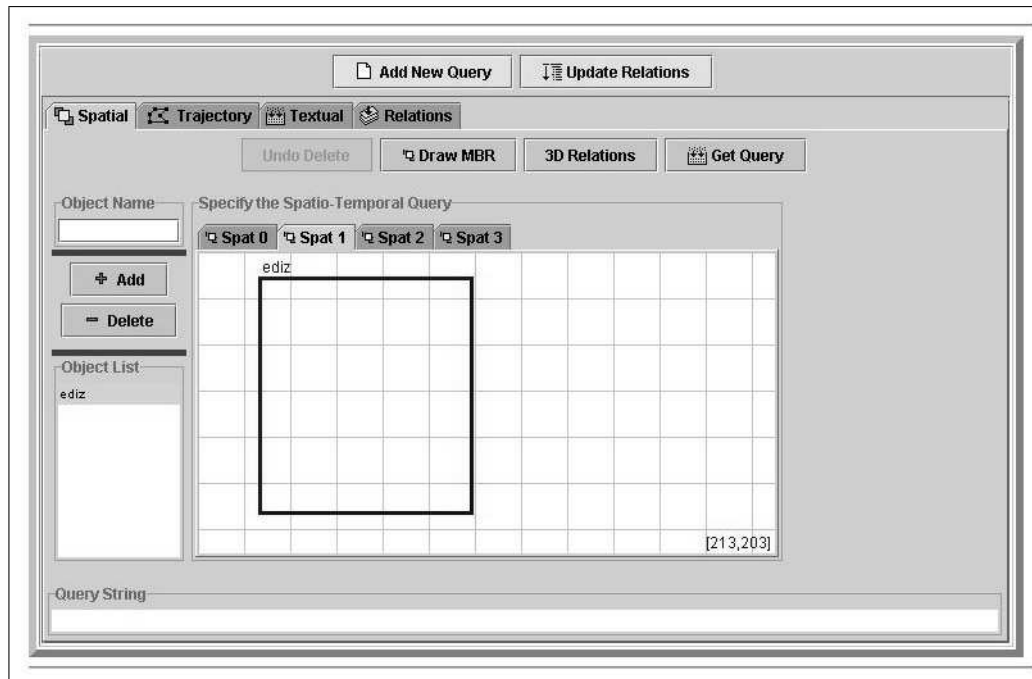 Add New Query Update Relations
Spatial Trajectory Textual Relations
Undo Delete Draw MBR 3D Relations Get Query
Object Name
Specify the Spatio-Temporal Query
Spat 0 Spat 1 Spat 2 Spat 3
ediz
Add
Delete
Object List
ediz
[213,203]
Query String